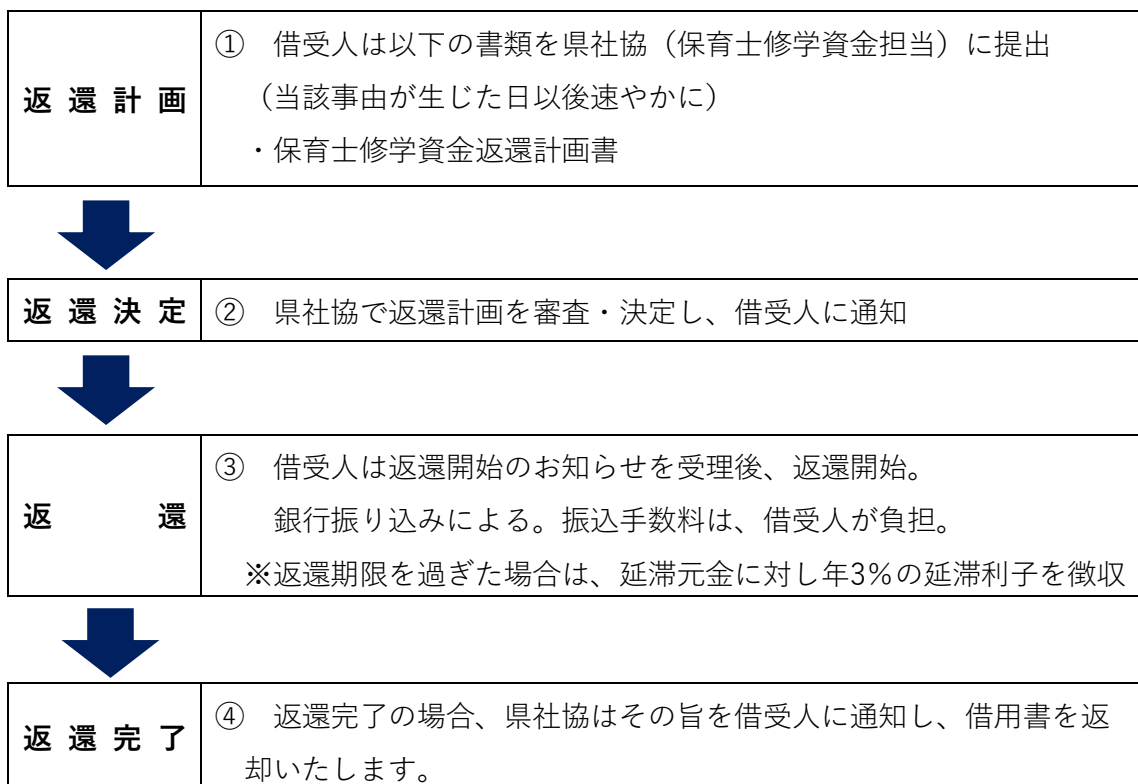 返還計画
① 借受人は以下の書類を県社協（保育士修学資金担当）に提出
（当該事由が生じた日以後速やかに）
・保育士修学資金返還計画書
返還決定
② 県社協で返還計画を審査・決定し、借受人に通知
返還
③ 借受人は返還開始のお知らせを受理後、返還開始。
銀行振り込みによる。振込手数料は、借受人が負担。
※返還期限を過ぎた場合は、延滞元金に対し年3％の延滞利子を徴収
返還完了
④ 返還完了の場合、県社協はその旨を借受人に通知し、借用書を返
却いたします。